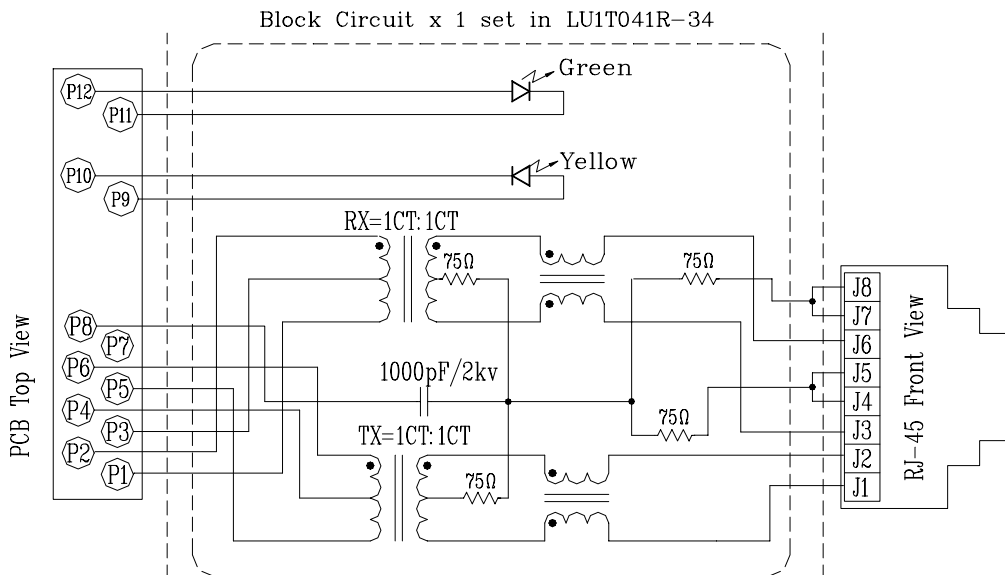 Block Circuit x 1 set in LU1T041R-34
P12
Green
P11
P10
Yellow
P9
RX=1CT:1CT
75Ω
75Ω
J8
J7
P8
P7
J6
P6
1000pF/2kv
J5
P5
J4
P4
75Ω
P3
TX=1CT:1CT
J3
P2
J2
P1
75Ω
J1
PCB Top View
RJ-45 Front View